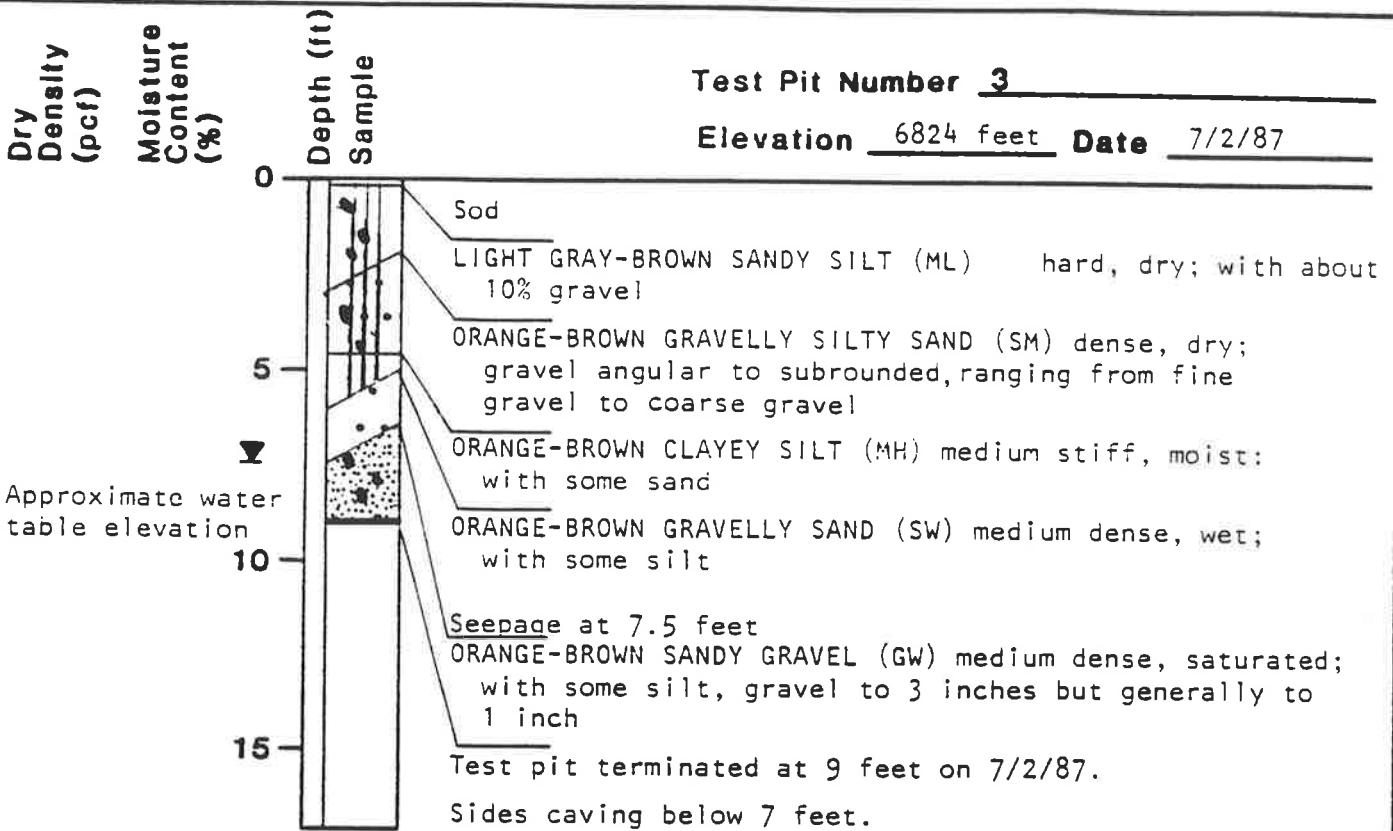 Dry
Density
(pcf)
Moisture
Content
(%)
Depth (ft)
Sample
Test Pit Number 3
Elevation 6824 feet Date 7/2/87
0
Sod
LIGHT GRAY-BROWN SANDY SILT (ML) hard, dry; with about
10% gravel
ORANGE-BROWN GRAVELLY SILTY SAND (SM) dense, dry;
gravel angular to subrounded, ranging from fine
gravel to coarse gravel
5
ORANGE-BROWN CLAYEY SILT (MH) medium stiff, moist:
with some sand
Approximate water
table elevation
ORANGE-BROWN GRAVELLY SAND (SW) medium dense, wet;
with some silt
10
Seepage at 7.5 feet
ORANGE-BROWN SANDY GRAVEL (GW) medium dense, saturated;
with some silt, gravel to 3 inches but generally to
1 inch
15
Test pit terminated at 9 feet on 7/2/87.
Sides caving below 7 feet.